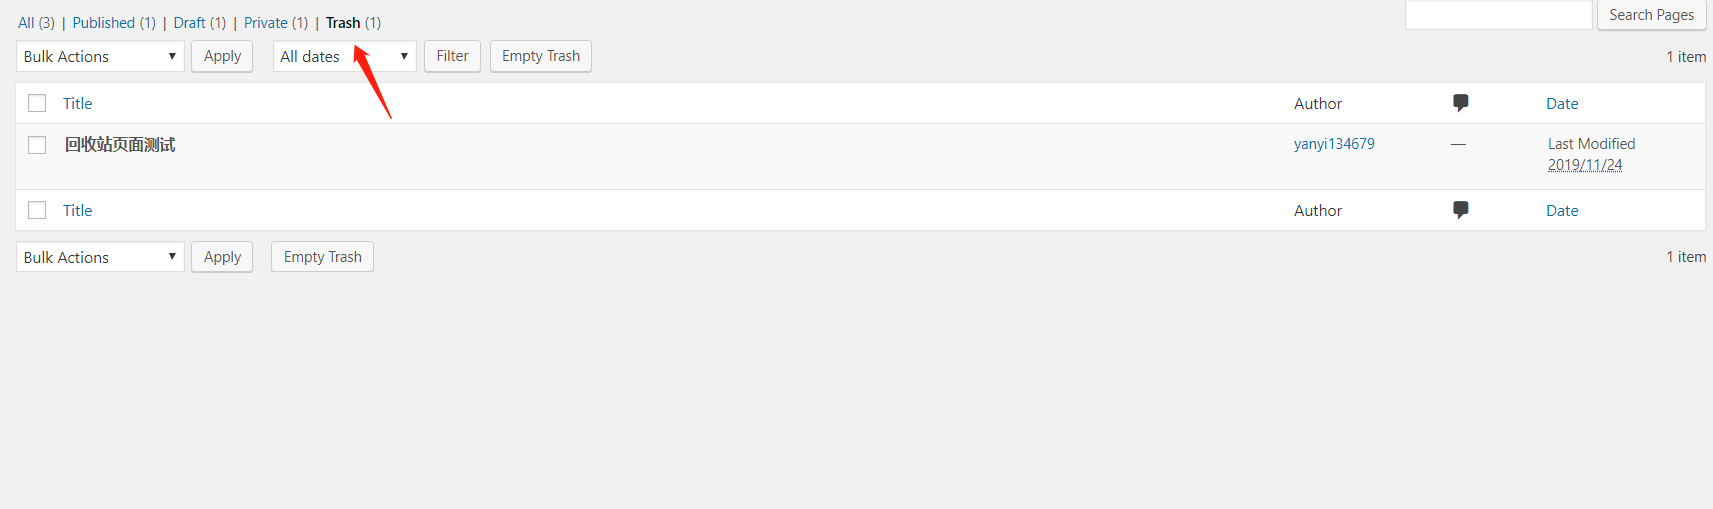 All (3) | Published (1) | Draft (1) | Private (1) | Trash (1)
Search Pages
Bulk Actions Apply All dates Filter Empty Trash 1 item
Title Author Date
回收站页面测试 yanyi134679 — Last Modified
2019/11/24
Title Author Date
Bulk Actions Apply Empty Trash 1 item